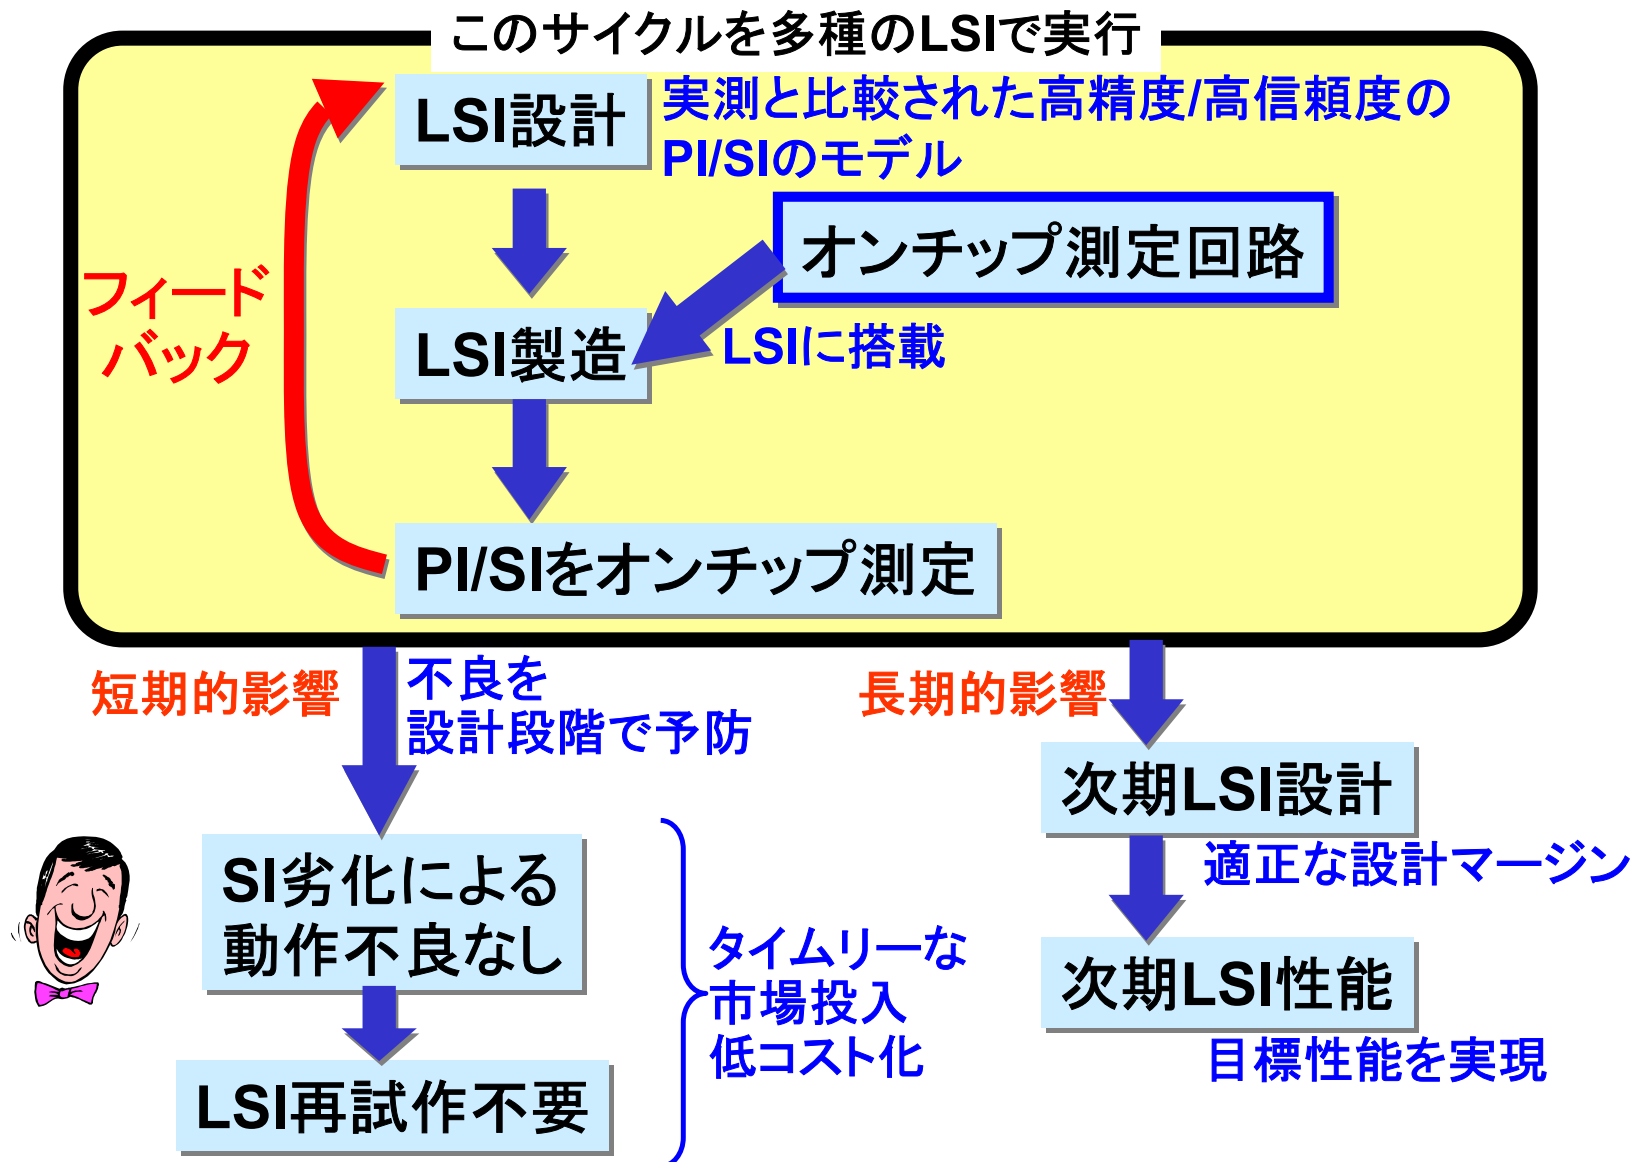 このサイクルを多種のLSIで実行
LSI設計
実測と比較された高精度/高信頼度の
PI/SIのモデル
オンチップ測定回路
フィード
バック
LSI製造
LSIに搭載
PI/SIをオンチップ測定
短期的影響
不良を
設計段階で予防
長期的影響
次期LSI設計
適正な設計マージン
SI劣化による
動作不良なし
タイムリーな
市場投入
低コスト化
次期LSI性能
目標性能を実現
LSI再試作不要